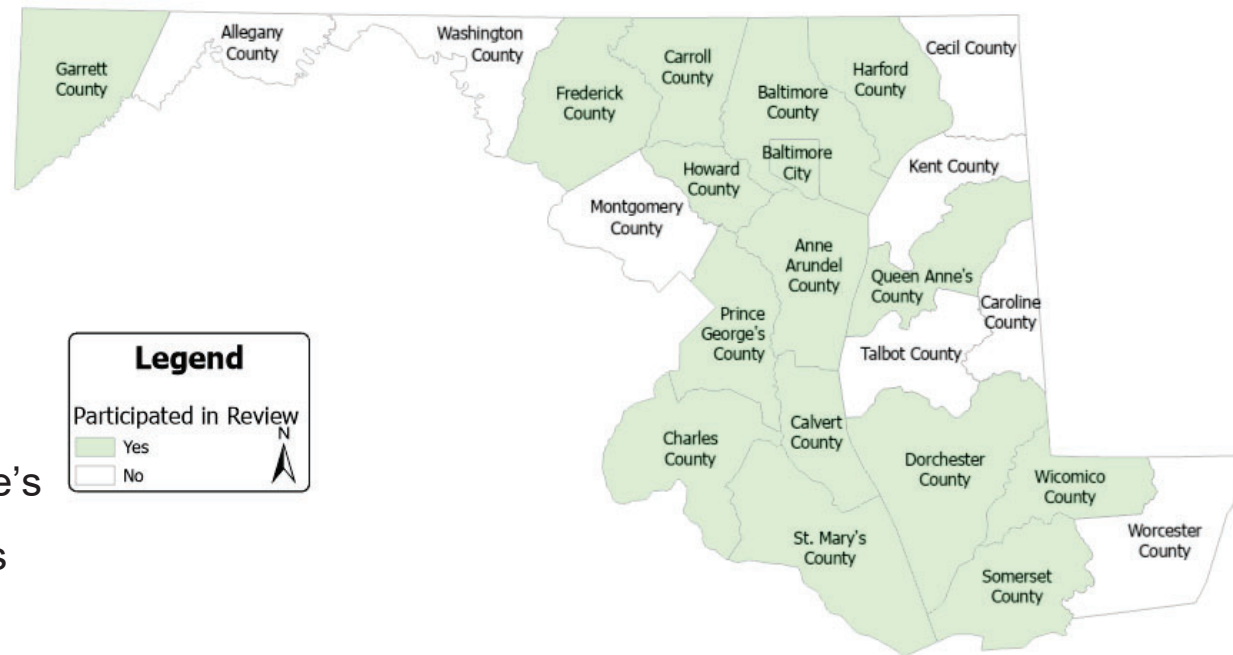 Allegany
County
Washington
County
Garrett
County
Frederick
County
Carroll
County
Baltimore
County
Harford
County
Cecil County
Baltimore
City
Howard
County
Kent County
Montgomery
County
Anne
Arundel
County
Queen Anne's
County
Caroline
County
Prince
George's
County
Talbot County
Legend
Participated in Review
Yes
No
N
Charles
County
Calvert
County
Dorchester
County
Wicomico
County
St. Mary's
County
Worcester
County
Somerset
County
e's
s